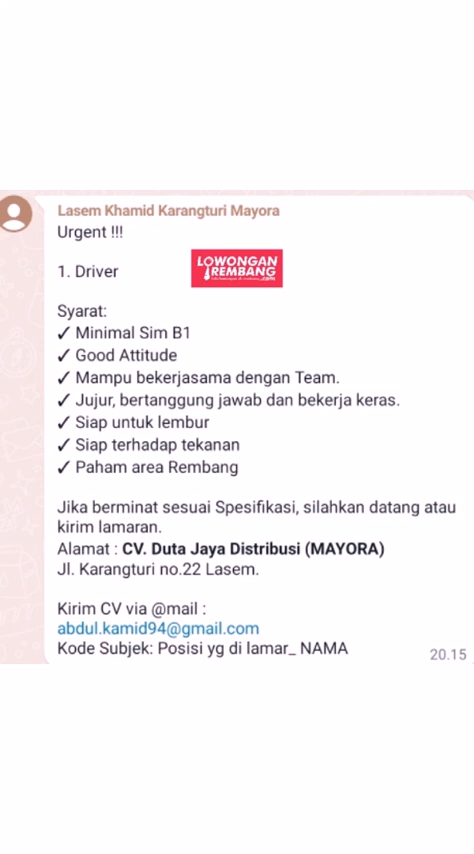 Lasem Khamid Karangturi Mayora
Urgent !!!
LOWONGAN
REMBANG
.com
1. Driver
Syarat:
✓ Minimal Sim B1
✓ Good Attitude
✓ Mampu bekerjasama dengan Team.
✓ Jujur, bertanggung jawab dan bekerja keras.
✓ Siap untuk lembur
✓ Siap terhadap tekanan
✓ Paham area Rembang
Jika berminat sesuai Spesifikasi, silahkan datang atau
kirim lamaran.
Alamat : CV. Duta Jaya Distribusi (MAYORA)
Jl. Karangturi no.22 Lasem.
Kirim CV via @mail :
abdul.kamid94@gmail.com
Kode Subjek: Posisi yg di lamar_ NAMA
20.15